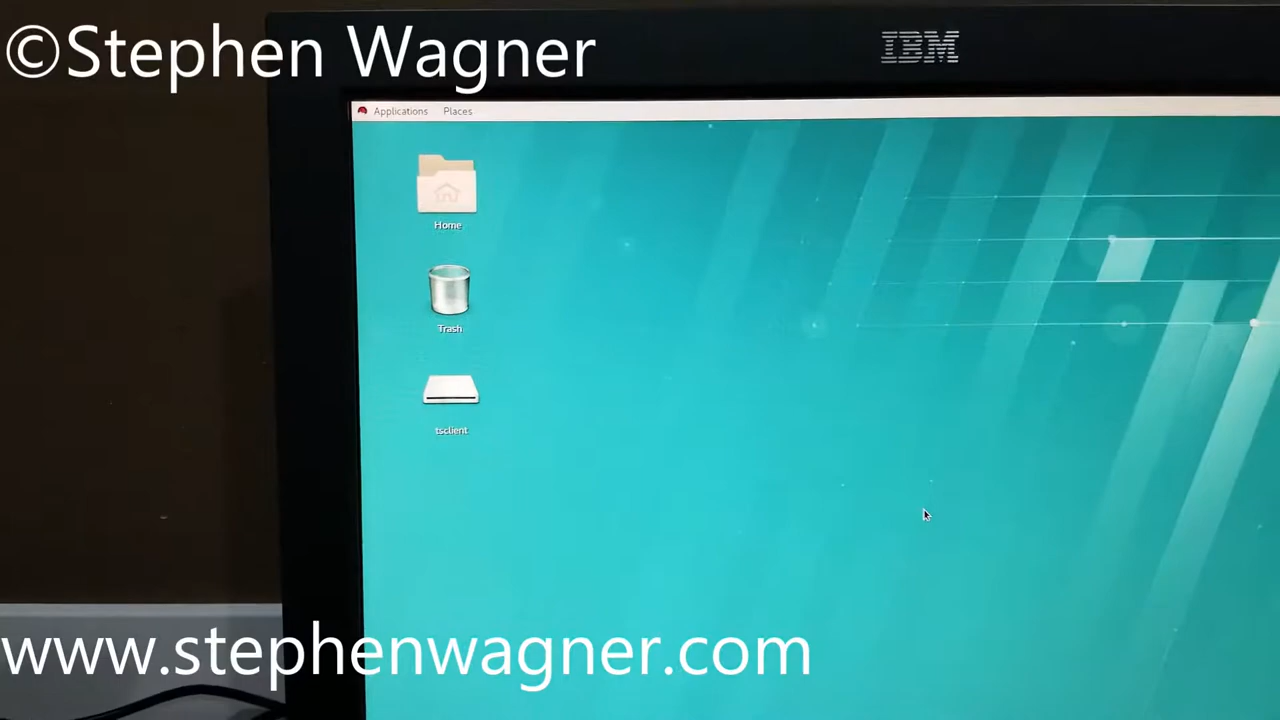 ©Stephen Wagner
IBM
Applications Places
Home
Trash
tsclient
www.stephenwagner.com